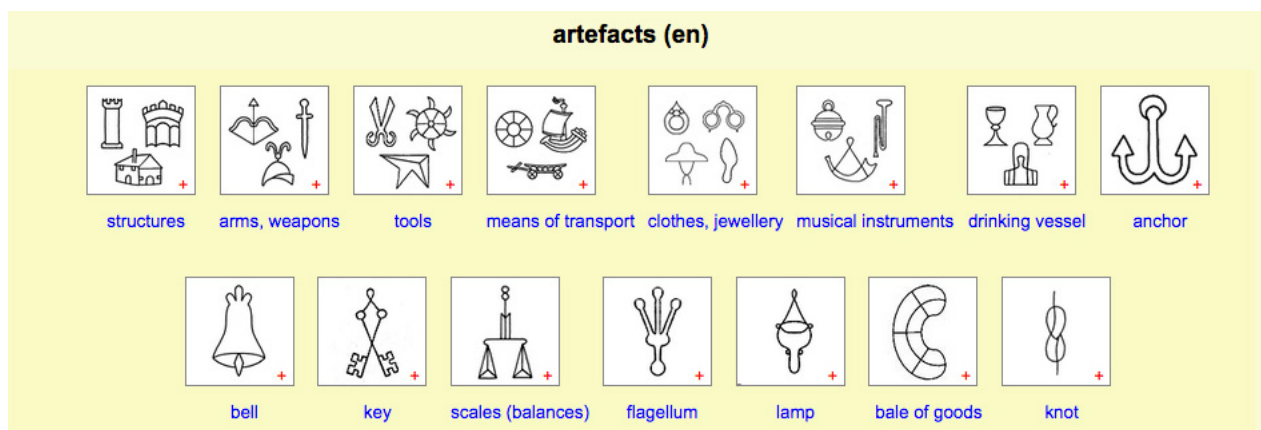 artefacts (en)
structures arms, weapons tools means of transport clothes, jewellery musical instruments drinking vessel anchor
bell key scales (balances) flagellum lamp bale of goods knot